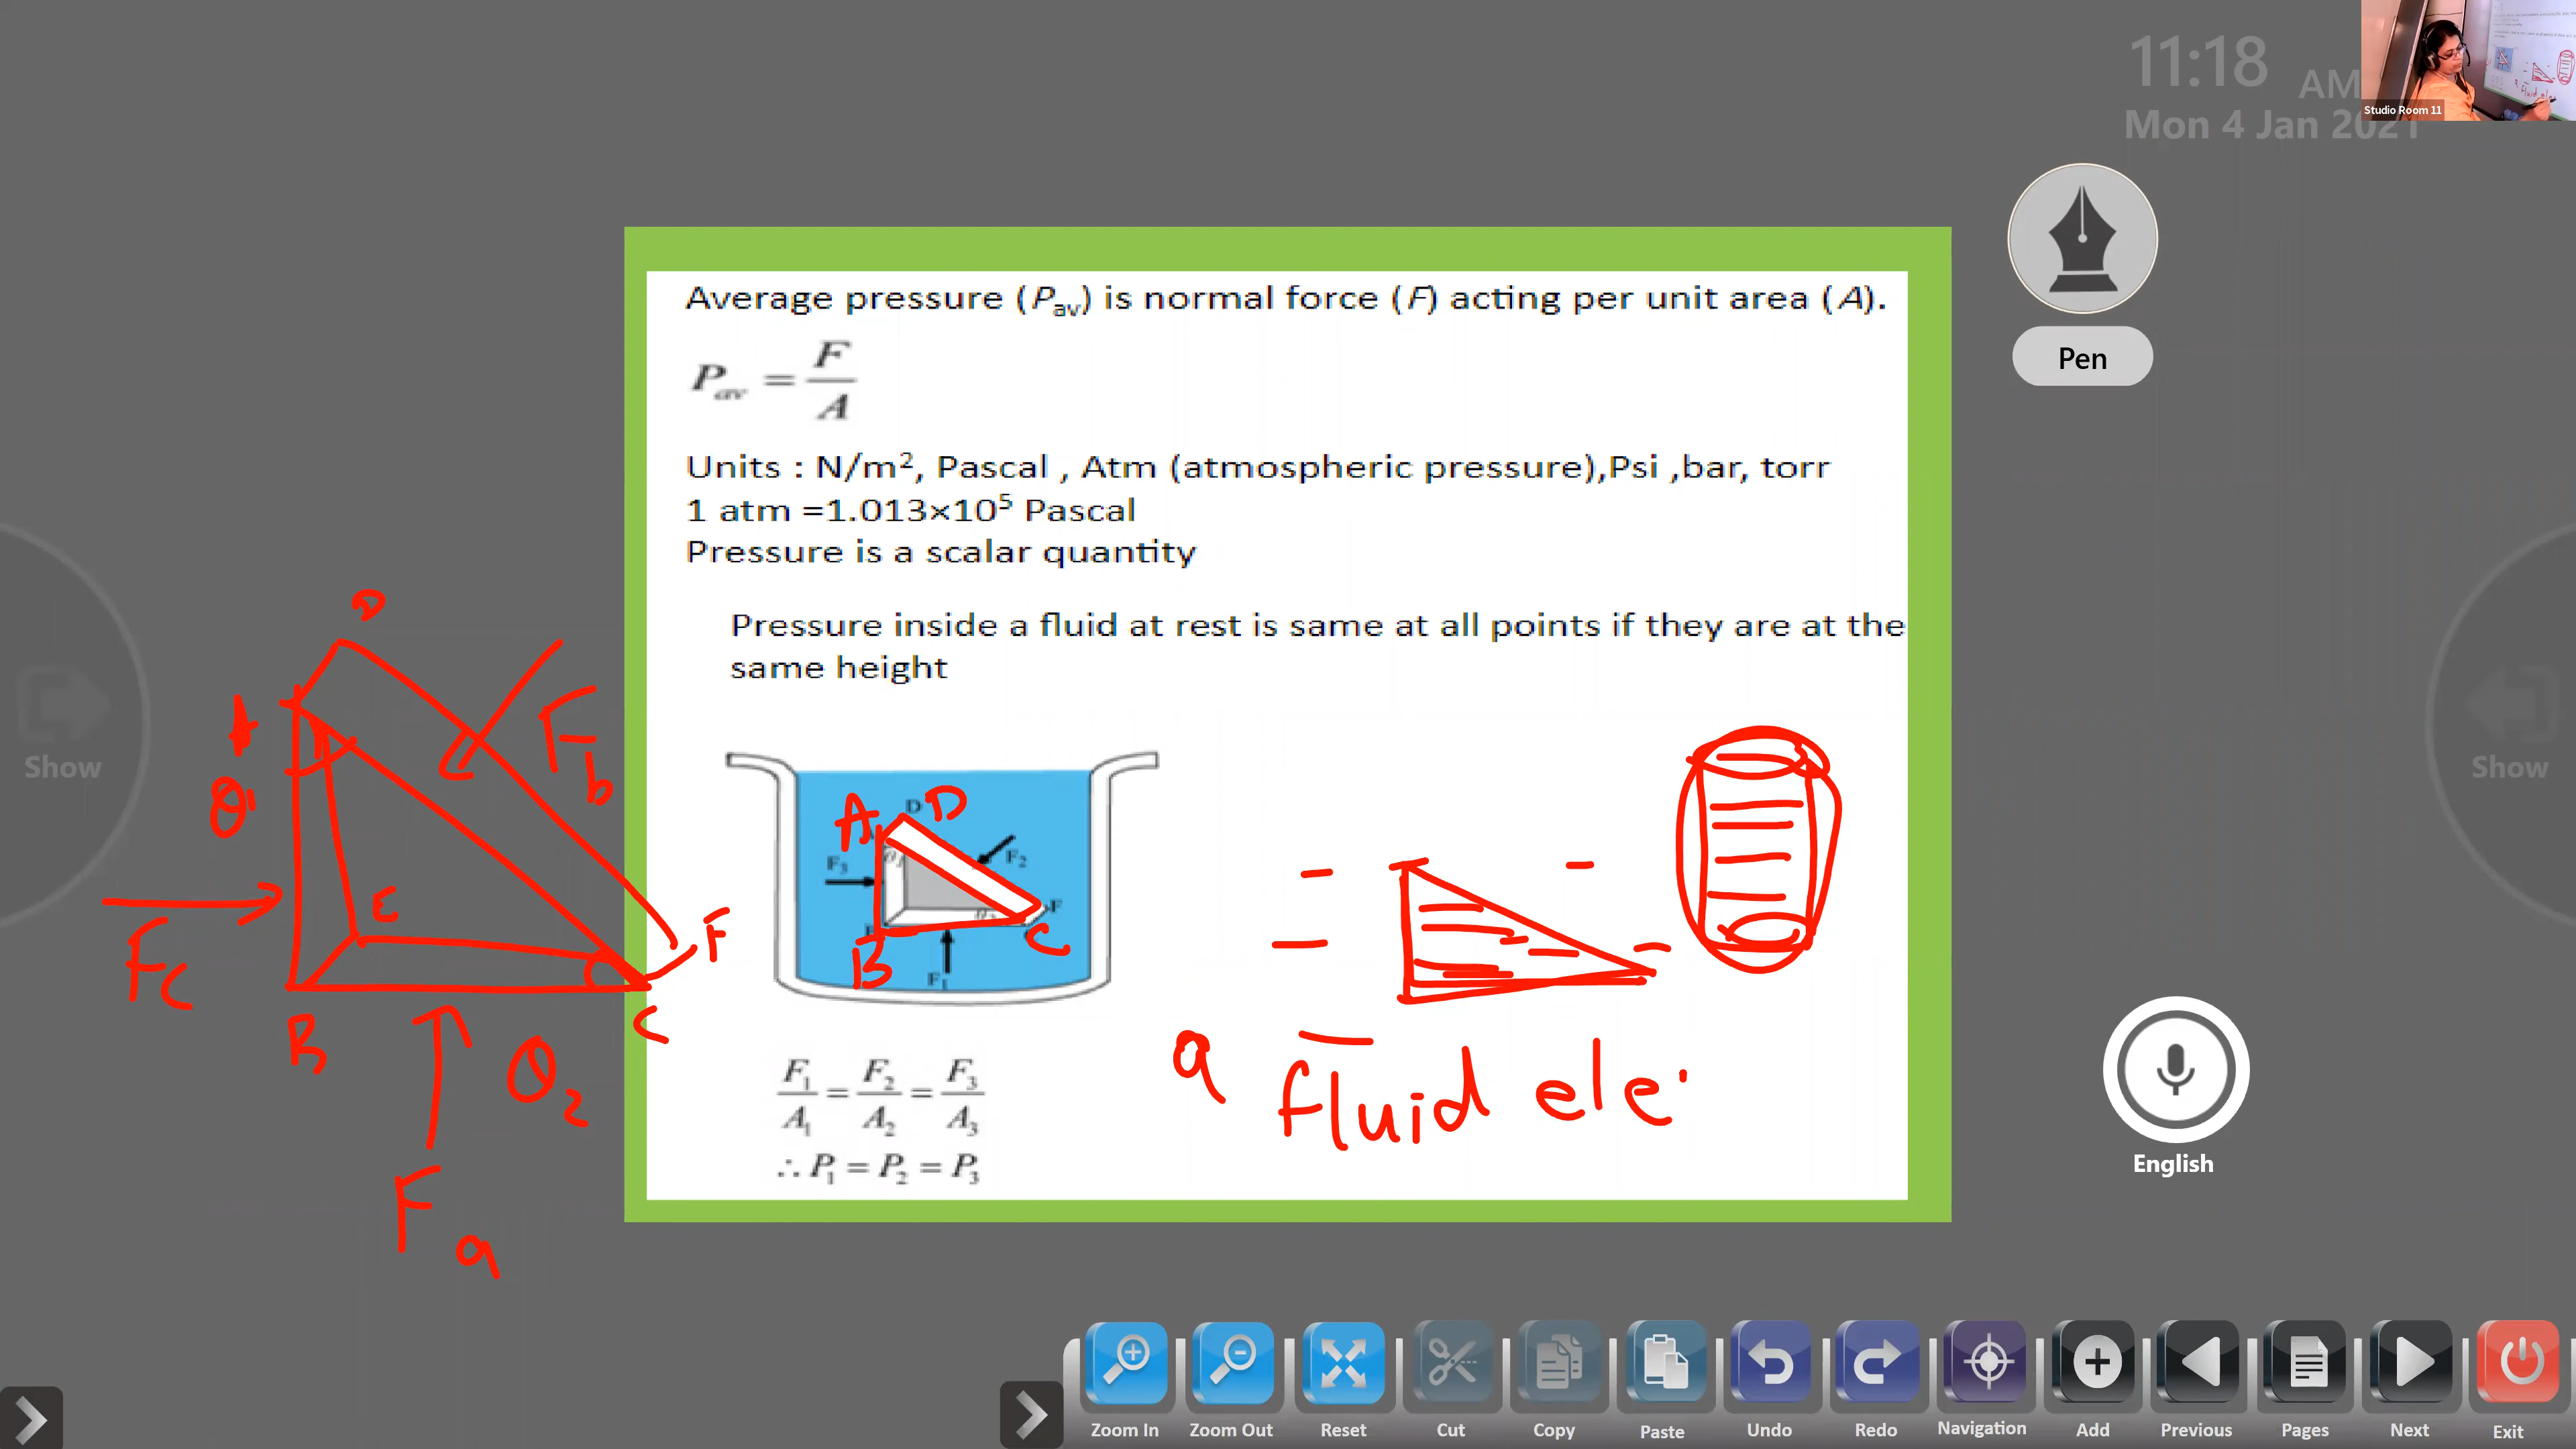 11:18 AM
Mon 4 Jan 2021
Studio Room 11
Pen
Average pressure (Pav) is normal force (F) acting per unit area (A).
Pav = F/A
Units : N/m², Pascal , Atm (atmospheric pressure),Psi ,bar, torr
1 atm =1.013×10⁵ Pascal
Pressure is a scalar quantity
Pressure inside a fluid at rest is same at all points if they are at the
same height
Show
Show
D
A
θ1
Fb
E
F
Fc
B
C
θ2
Fa
A
D
D
F3
θ1
F2
F
B
C
F1
F1/A1 = F2/A2 = F3/A3
∴ P1 = P2 = P3
a
fluid ele
English
Zoom In
Zoom Out
Reset
Cut
Copy
Paste
Undo
Redo
Navigation
Add
Previous
Pages
Next
Exit